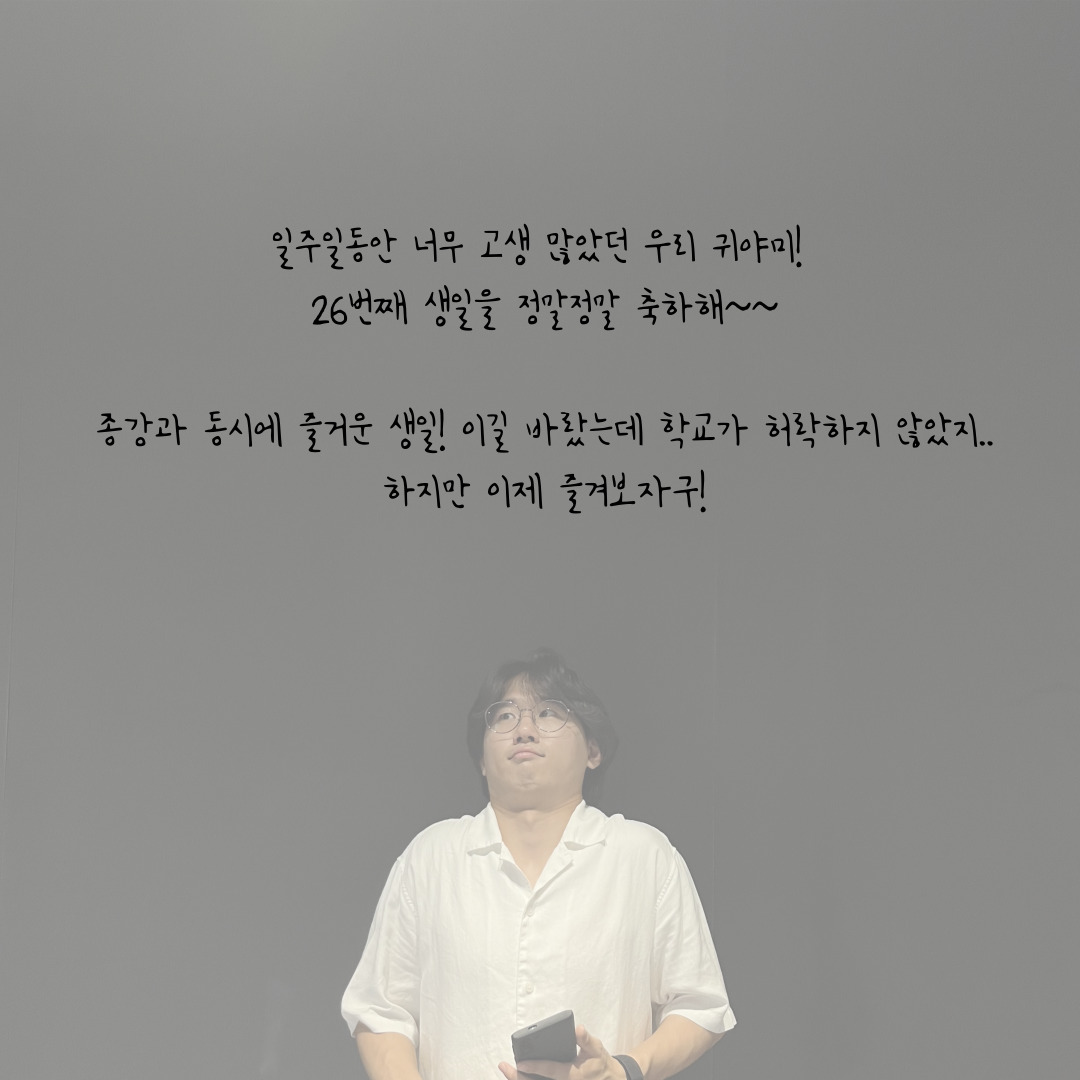 일주일동안 너무 고생 많았던 우리 귀야미!
26번째 생일을 정말정말 축하해~~
종강과 동시에 즐거운 생일! 이길 바랐는데 학교가 허락하지 않았지..
하지만 이제 즐겨보자구!